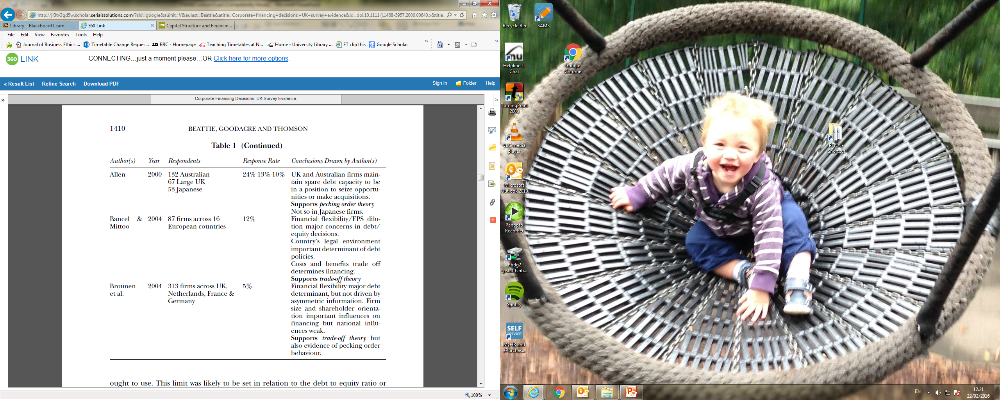 http://jr3tv3gd5w.scholar.serialssolutions.com/?sid=google&auinit=V&aulast=Beattie&atitle=Corporate+financing+decisions:+UK+survey+evidence&id=doi:10.1111/j.1468-5957.2006.00640.x&title=
Bb Library – Blackboard Learn
360 Link
Capital Structure and Financin...
File Edit View Favorites Tools Help
Journal of Business Ethics ... Timetable Change Reques... BBC - Homepage Teaching Timetables at N... Home - University Library ... FT clip this Google Scholar
360 LINK CONNECTING...just a moment please...OR Click here for more options.
« Result List Refine Search Download PDF Sign In Folder Help
Corporate Financing Decisions: UK Survey Evidence.
1410 BEATTIE, GOODACRE AND THOMSON
Table 1 (Continued)
Author(s) Year Respondents Response Rate Conclusions Drawn by Author(s)
Allen 2000 132 Australian 24% 13% 10% UK and Australian firms main-
67 Large UK tain spare debt capacity to be
53 Japanese in a position to seize opportu-
nities or make acquisitions.
Supports pecking order theory
Not so in Japanese firms.
Bancel & 2004 87 firms across 16 12% Financial flexibility/EPS dilu-
Mittoo European countries tion major concerns in debt/
equity decisions.
Country's legal environment
important determinant of debt
policies.
Costs and benefits trade off
determines financing.
Supports trade-off theory
Brounen 2004 313 firms across UK, 5% Financial flexibility major debt
et al. Netherlands, France & determinant, but not driven by
Germany asymmetric information. Firm
size and shareholder orienta-
tion important influences on
financing but national influ-
ences weak.
Supports trade-off theory but
also evidence of pecking order
behaviour.
ought to use. This limit was likely to be set in relation to the debt to equity ratio or
100%
Recycle Bin
SAMS
Helpline IT
Chat
Google
Chrome
TurningPoint
2008
VLC media
player
PFNA -
Shortcut
Microsoft
Outlook 2010
Panopto
Recorder
nbdg2
(pstafffsnb...
Spotify
SELF
service
MyHR and
ePurchas...
EN
12:21
22/02/2016